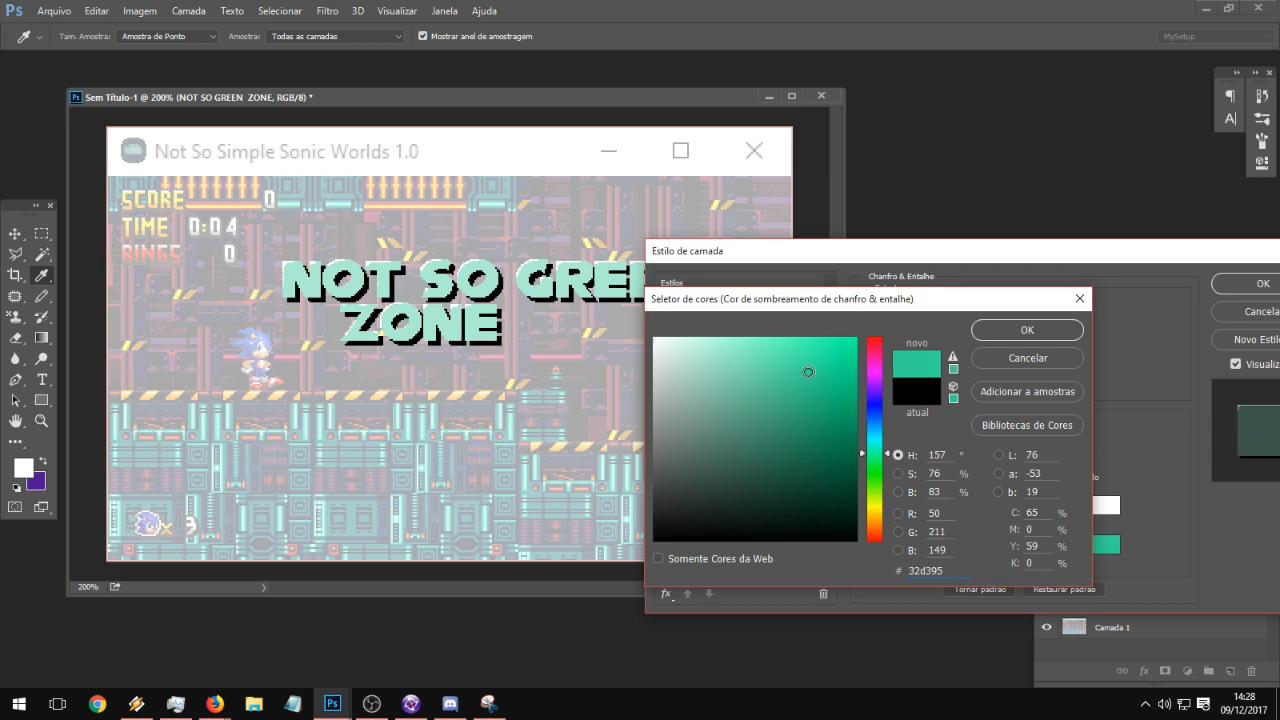 Ps Arquivo Editar Imagem Camada Texto Selecionar Filtro 3D Visualizar Janela Ajuda
Tam. Amostra: Amostra de Ponto Amostra: Todas as camadas Mostrar anel de amostragem MySetup
Sem Título-1 @ 200% (NOT SO GREEN ZONE, RGB/8) *
Not So Simple Sonic Worlds 1.0
SCORE 0
TIME 0:04
RINGS 0
NOT SO GREE
ZONE
3
200%
Estilo de camada
Estilos
Chanfro & Entalhe
OK
Cancela
Novo Estilo
Visualiz
Seletor de cores (Cor de sombreamento de chanfro & entalhe)
novo
atual
OK
Cancelar
Adicionar a amostras
Bibliotecas de Cores
H: 157 °
S: 76 %
B: 83 %
R: 50
G: 211
B: 149
# 32d395
L: 76
a: -53
b: 19
C: 65 %
M: 0 %
Y: 59 %
K: 0 %
Somente Cores da Web
fx
Tornar padrão Restaurar padrão
Camada 1
fx
Ps
14:28
09/12/2017